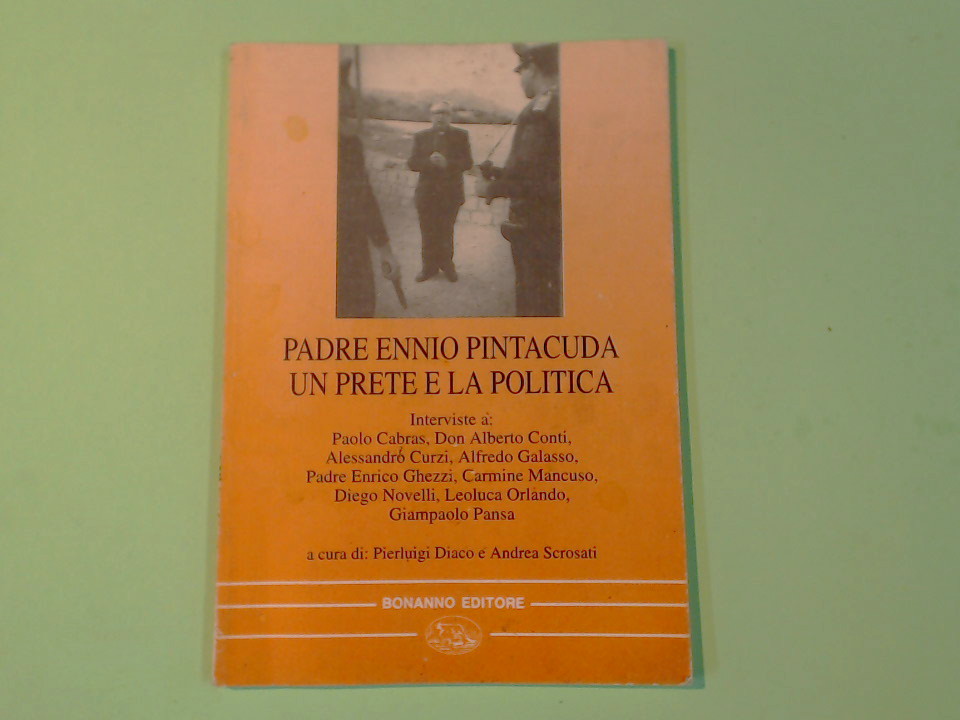 PADRE ENNIO PINTACUDA
UN PRETE E LA POLITICA
Interviste a:
Paolo Cabras, Don Alberto Conti,
Alessandro Curzi, Alfredo Galasso,
Padre Enrico Ghezzi, Carmine Mancuso,
Diego Novelli, Leoluca Orlando,
Giampaolo Pansa
a cura di: Pierluigi Diaco e Andrea Scrosati
BONANNO EDITORE